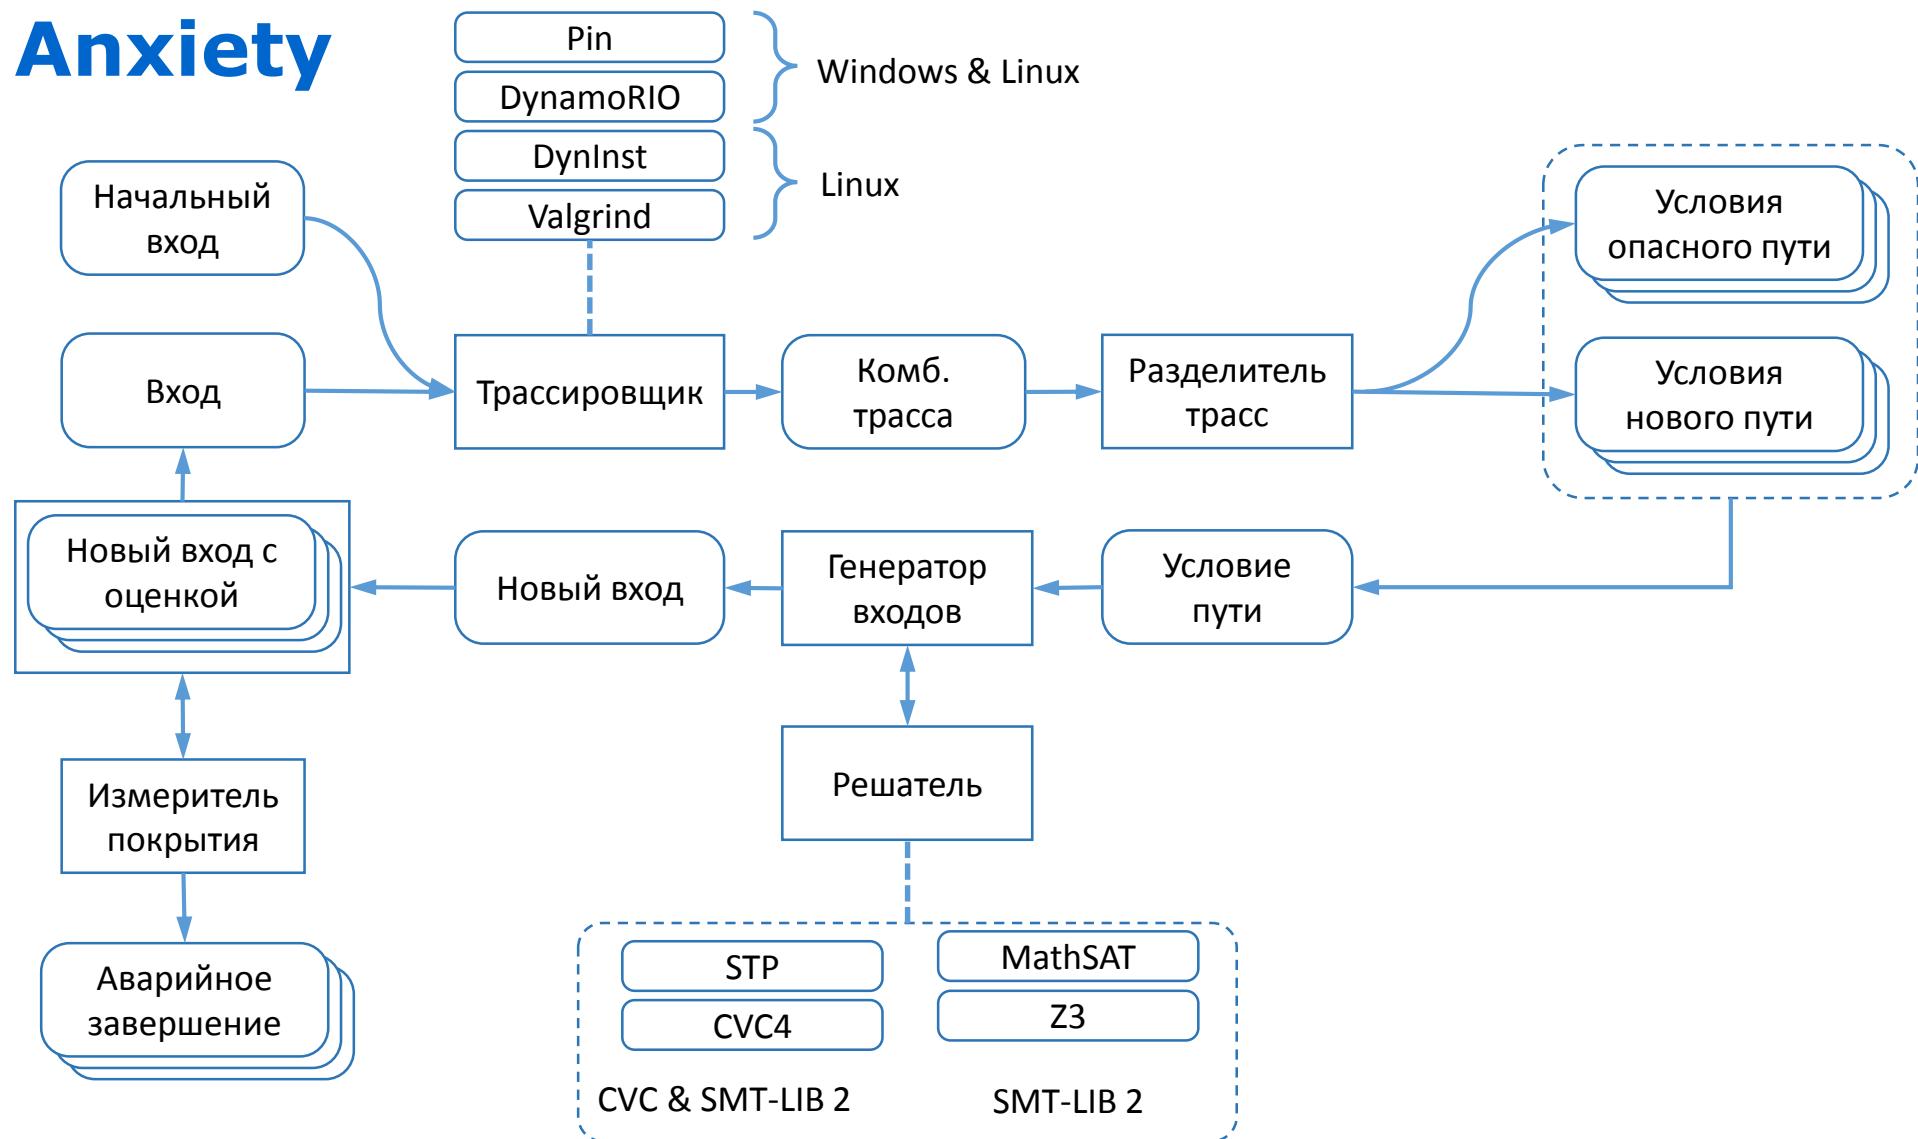 Anxiety
Pin
DynamoRIO
Windows & Linux
DynInst
Valgrind
Linux
Начальный
вход
Условия
опасного пути
Вход
Трассировщик
Комб.
трасса
Разделитель
трасс
Условия
нового пути
Новый вход с
оценкой
Новый вход
Генератор
входов
Условие
пути
Измеритель
покрытия
Решатель
Аварийное
завершение
STP
CVC4
MathSAT
Z3
CVC & SMT-LIB 2
SMT-LIB 2